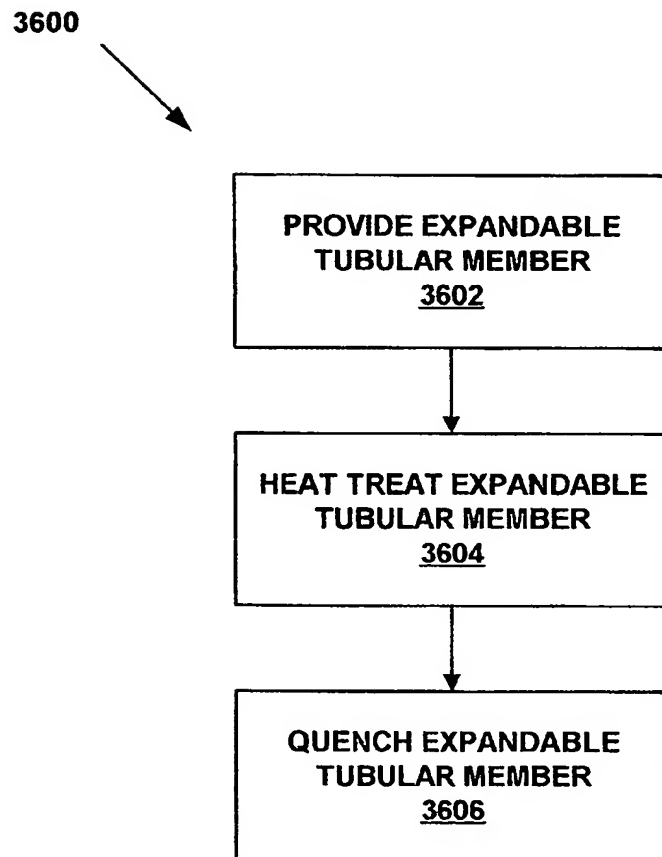 3600
PROVIDE EXPANDABLE
TUBULAR MEMBER
3602
HEAT TREAT EXPANDABLE
TUBULAR MEMBER
3604
QUENCH EXPANDABLE
TUBULAR MEMBER
3606